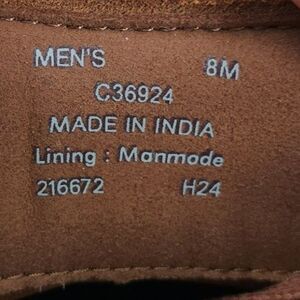 MEN'S 8M
C36924
MADE IN INDIA
Lining : Manmade
216672 H24